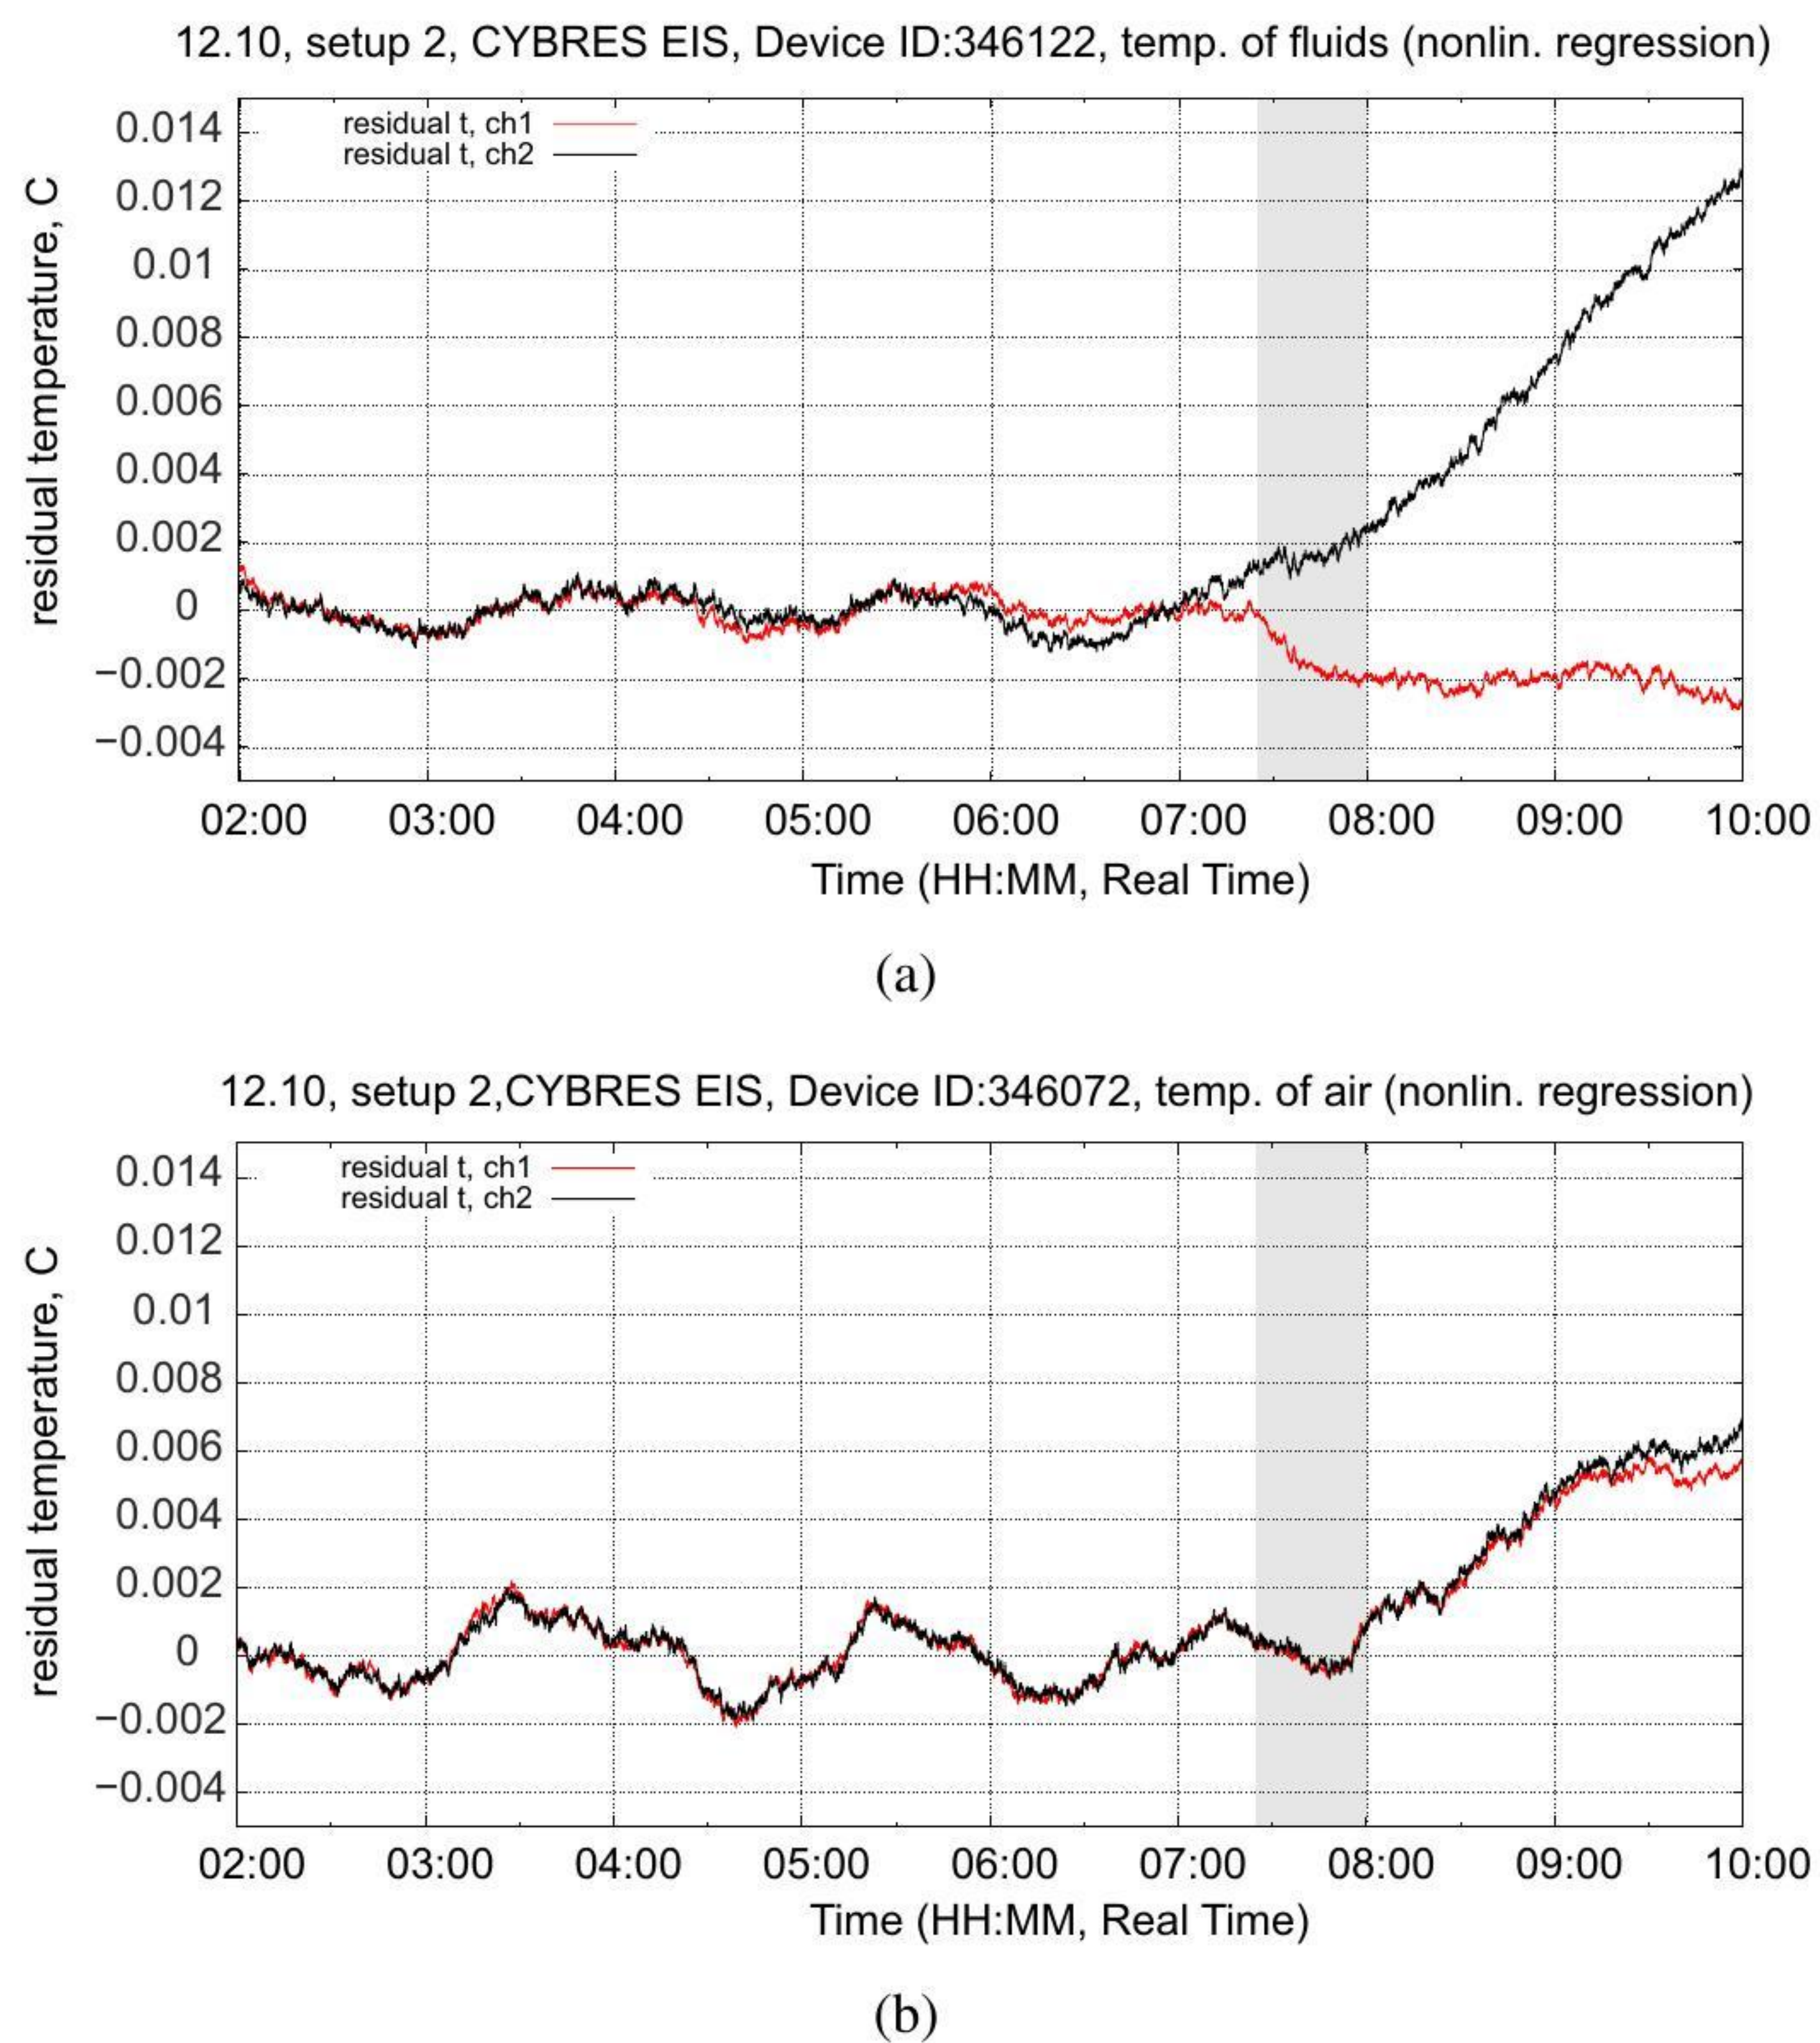 12.10, setup 2, CYBRES EIS, Device ID:346122, temp. of fluids (nonlin. regression)
residual t, ch1
residual t, ch2
residual temperature, C
0.014
0.012
0.01
0.008
0.006
0.004
0.002
0
−0.002
−0.004
02:00 03:00 04:00 05:00 06:00 07:00 08:00 09:00 10:00
Time (HH:MM, Real Time)
(a)
12.10, setup 2,CYBRES EIS, Device ID:346072, temp. of air (nonlin. regression)
residual t, ch1
residual t, ch2
residual temperature, C
0.014
0.012
0.01
0.008
0.006
0.004
0.002
0
−0.002
−0.004
02:00 03:00 04:00 05:00 06:00 07:00 08:00 09:00 10:00
Time (HH:MM, Real Time)
(b)